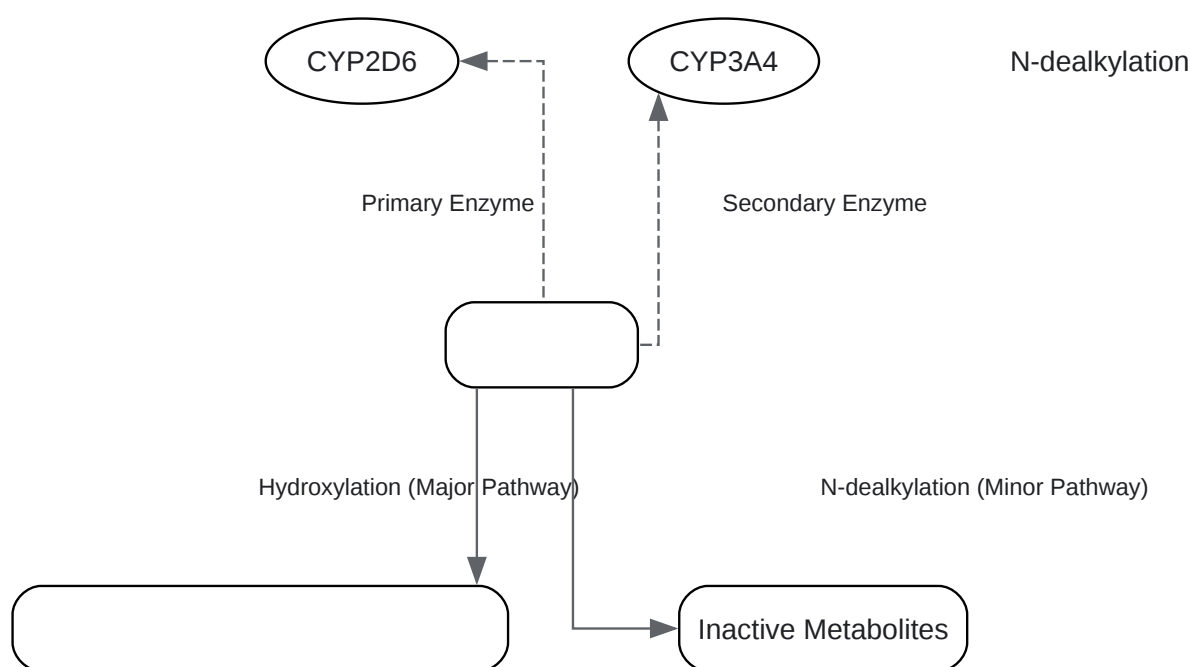 CYP2D6
CYP3A4
N-dealkylation
Primary Enzyme
Secondary Enzyme
Hydroxylation (Major Pathway)
N-dealkylation (Minor Pathway)
Inactive Metabolites